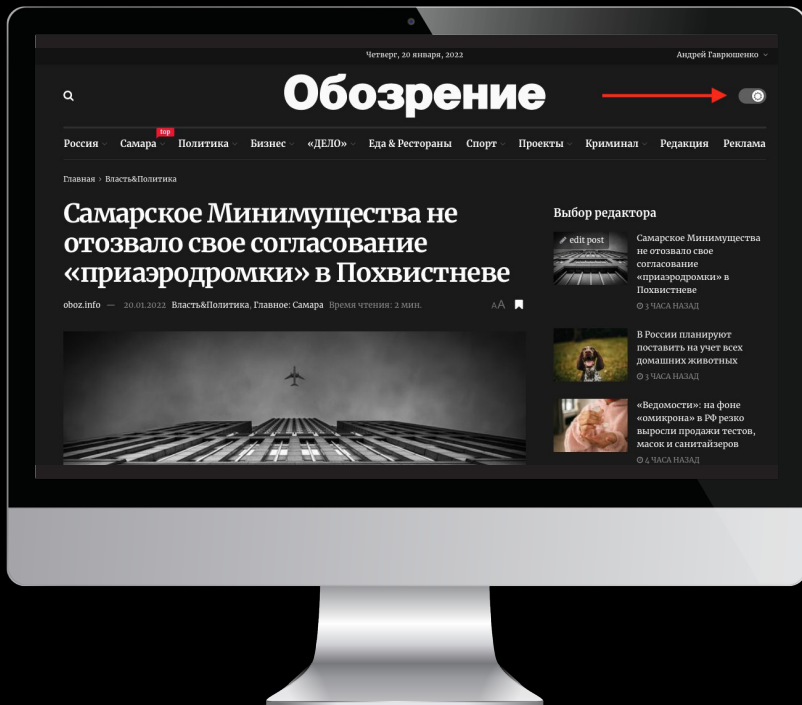 Четверг, 20 января, 2022
Андрей Гаврюшенко
Обозрение
top
Россия Самара Политика Бизнес «ДЕЛО» Еда & Рестораны Спорт Проекты Криминал Редакция Реклама
Главная › Власть&Политика
Самарское Минимущества не
отозвало свое согласование
«приаэродромки» в Похвистневе
oboz.info — 20.01.2022 Власть&Политика, Главное: Самара Время чтения: 2 мин.
AA
Выбор редактора
edit post
Самарское Минимущества
не отозвало свое
согласование
«приаэродромки» в
Похвистневе
3 ЧАСА НАЗАД
В России планируют
поставить на учет всех
домашних животных
3 ЧАСА НАЗАД
«Ведомости»: на фоне
«омикрона» в РФ резко
выросли продажи тестов,
масок и санитайзеров
4 ЧАСА НАЗАД